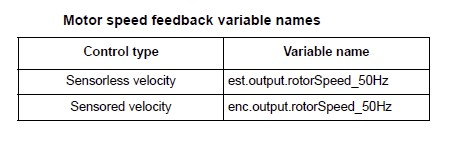 Motor speed feedback variable names
Control type Variable name
Sensorless velocity est.output.rotorSpeed_50Hz
Sensored velocity enc.output.rotorSpeed_50Hz